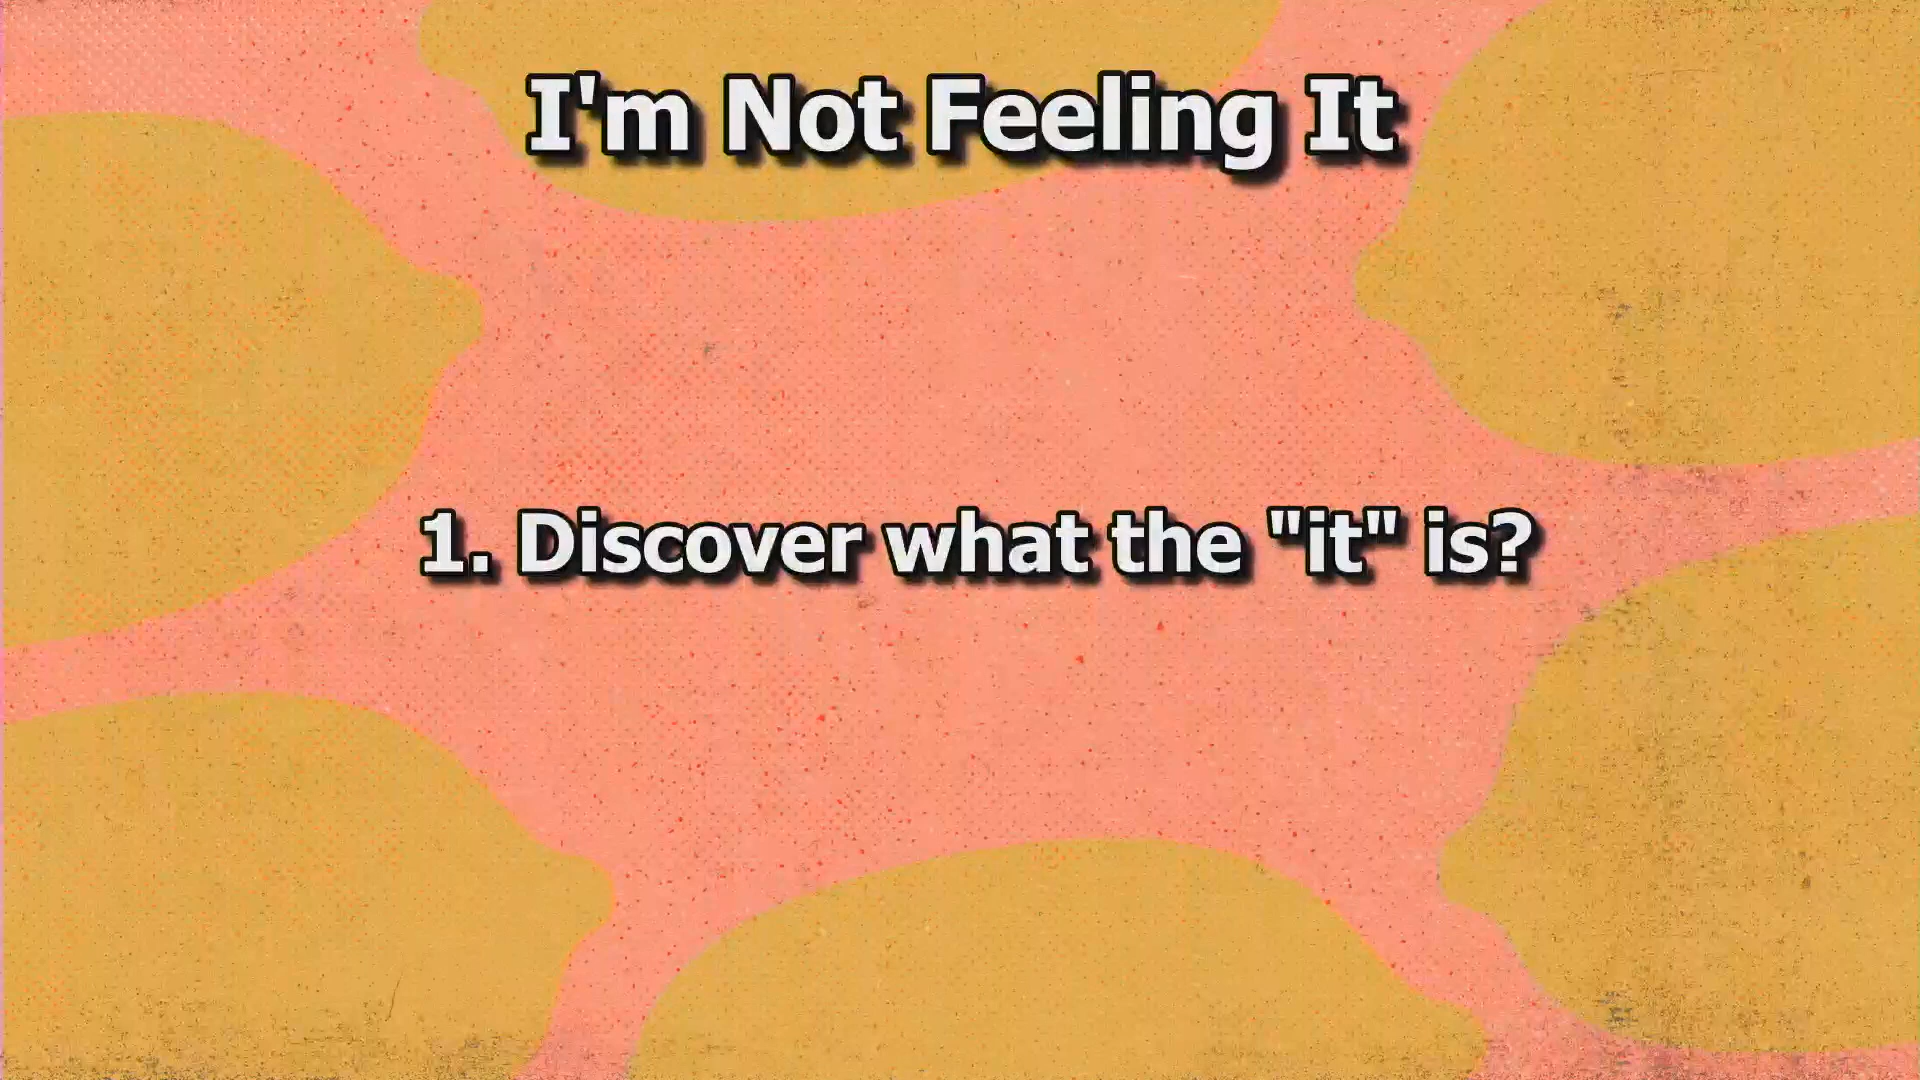 I'm Not Feeling It
1. Discover what the "it" is?